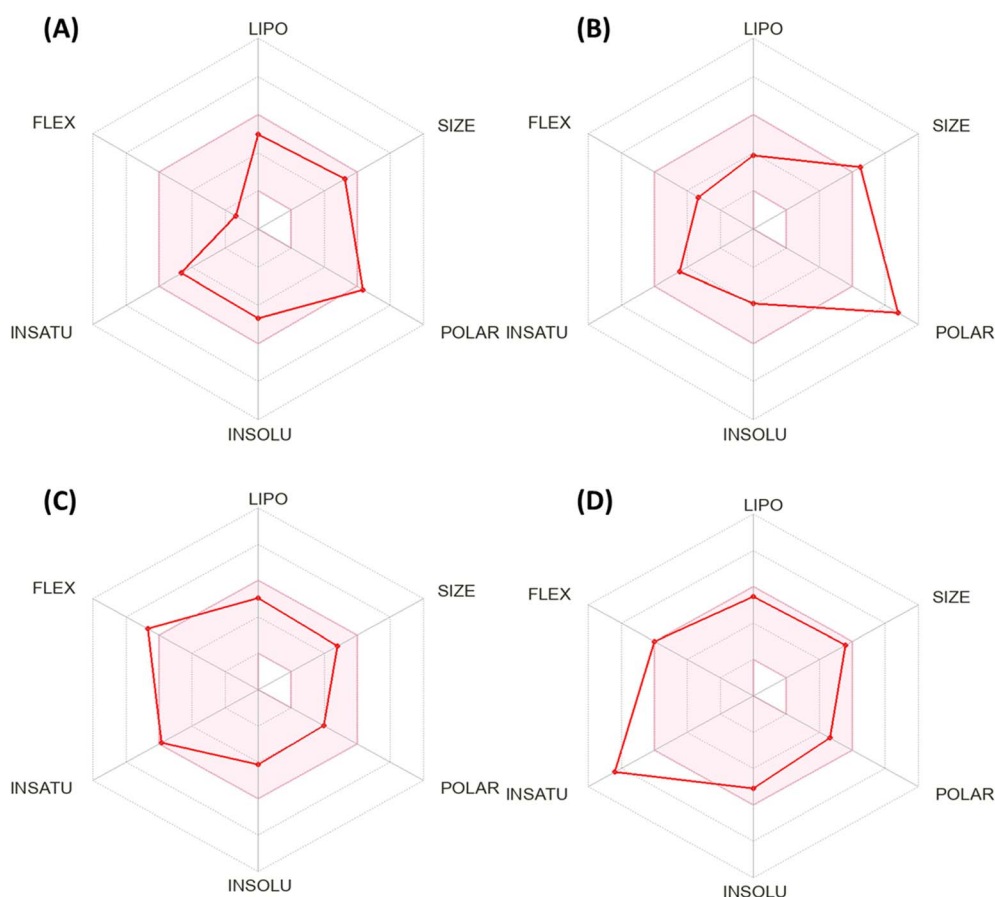 (A)
LIPO
FLEX
SIZE
INSATU
POLAR
INSOLU
(B)
LIPO
FLEX
SIZE
INSATU
POLAR
INSOLU
(C)
LIPO
FLEX
SIZE
INSATU
POLAR
INSOLU
(D)
LIPO
FLEX
SIZE
INSATU
POLAR
INSOLU